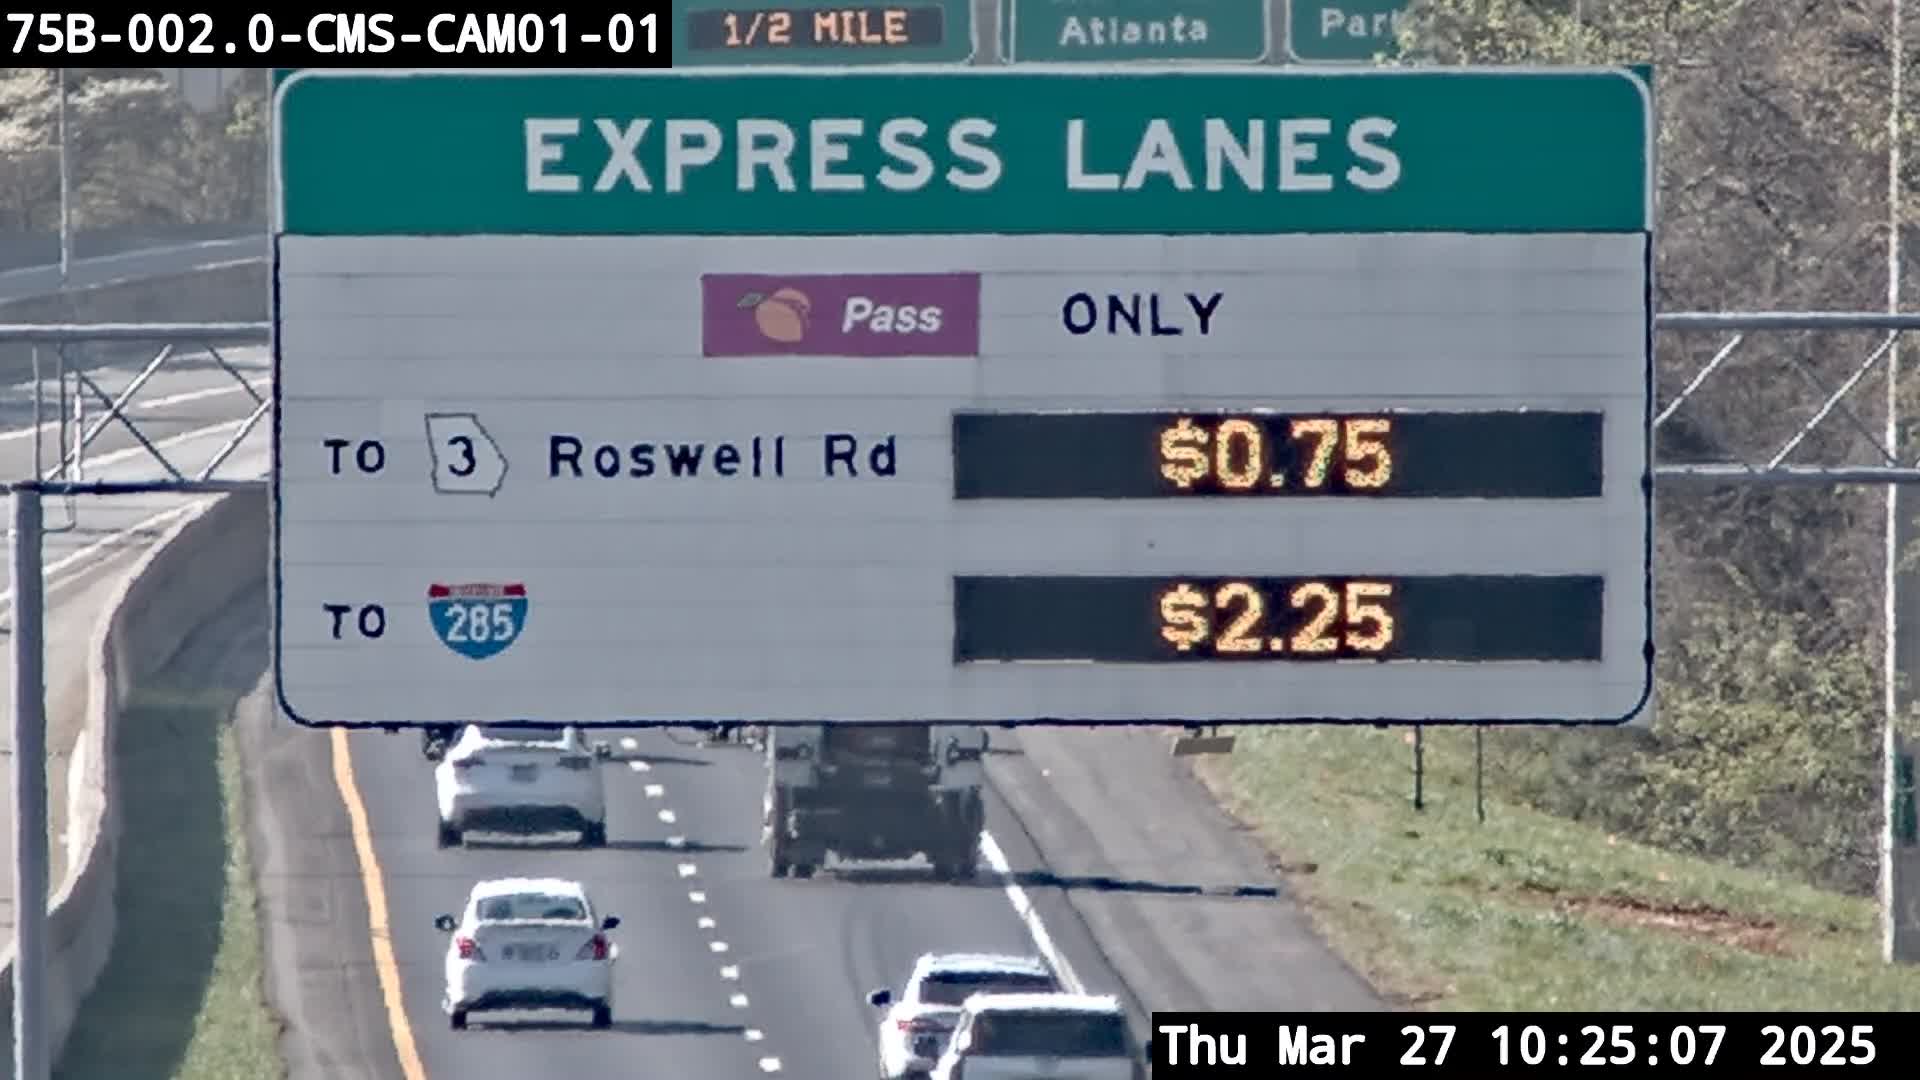 75B-002.0-CMS-CAM01-01
1/2 MILE
Atlanta
EXPRESS LANES
Pass ONLY
TO 3 Roswell Rd $0.75
TO 285 $2.25
Thu Mar 27 10:25:07 2025